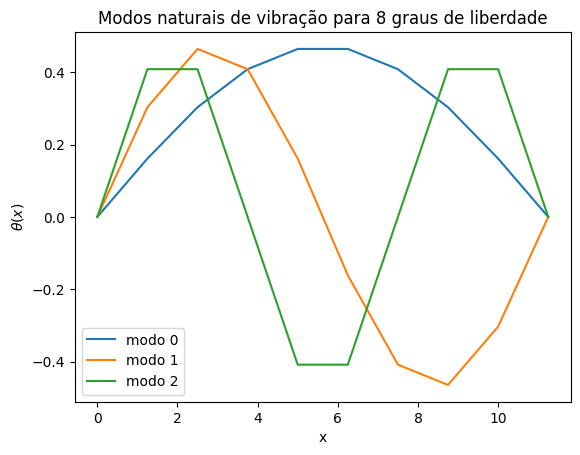 Modos naturais de vibração para 8 graus de liberdade
0.4
0.2
0.0
−0.2
−0.4
θ(x)
modo 0
modo 1
modo 2
0 2 4 6 8 10
x